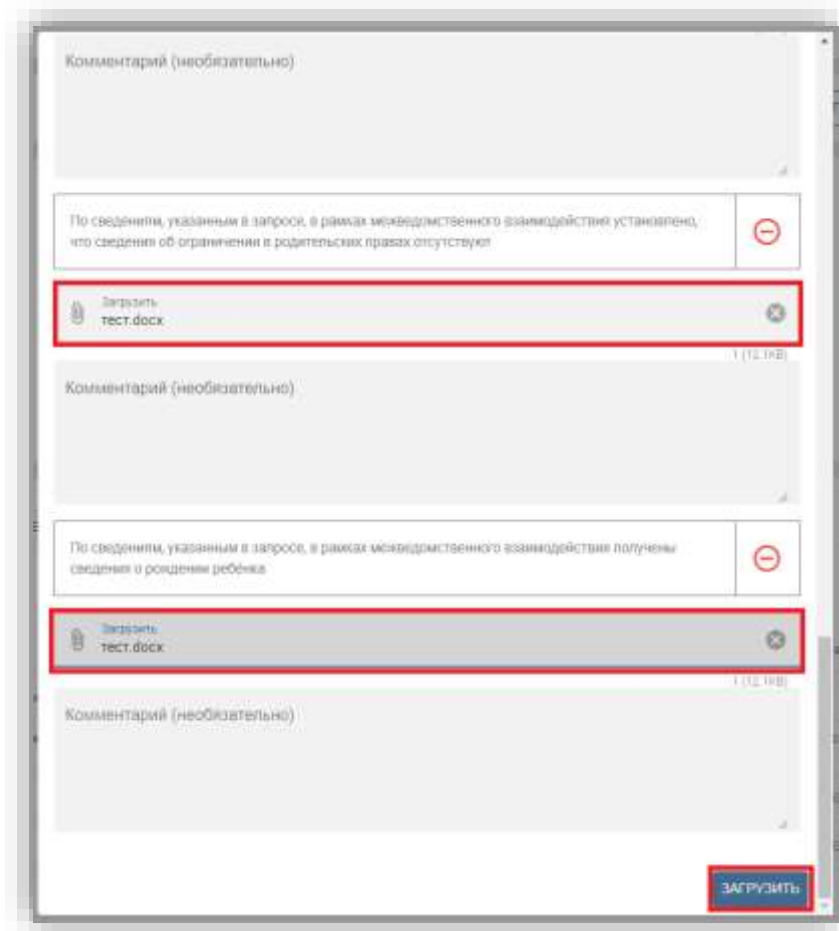 Комментарий (необязательно)
По сведениям, указанным в запросе, в рамках межведомственного взаимодействия установлено,
что сведения об ограничении в родительских правах отсутствуют
Загрузить
тест.docx
1 (12.1KB)
Комментарий (необязательно)
По сведениям, указанным в запросе, в рамках межведомственного взаимодействия получены
сведения о рождении ребёнка
Загрузить
тест.docx
1 (12.1KB)
Комментарий (необязательно)
ЗАГРУЗИТЬ